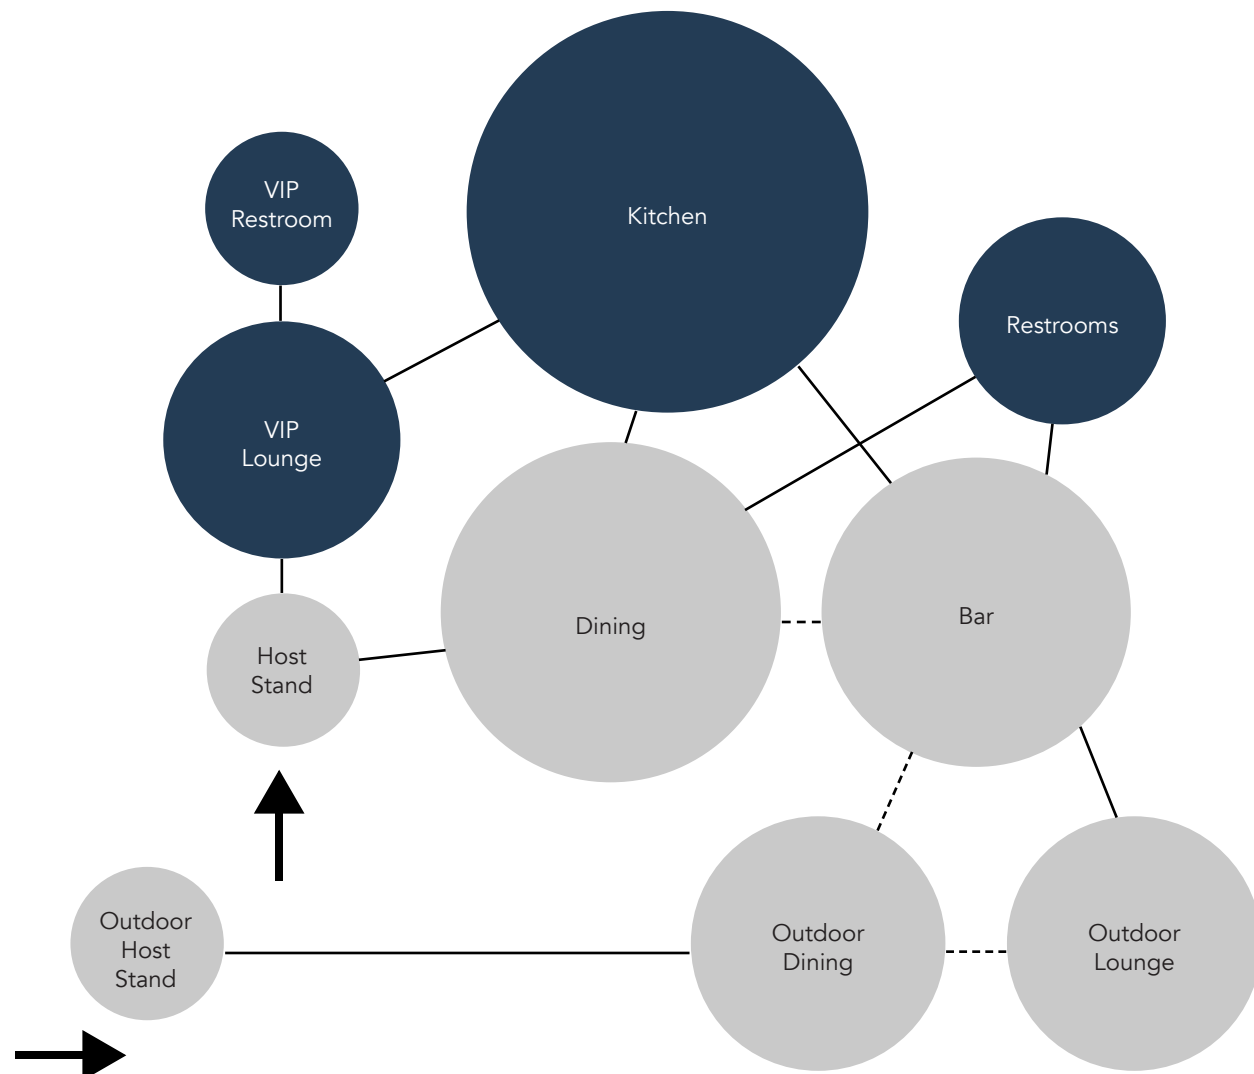 VIP
Restroom
Kitchen
Restrooms
VIP
Lounge
Dining
Bar
Host
Stand
Outdoor
Host
Stand
Outdoor
Dining
Outdoor
Lounge